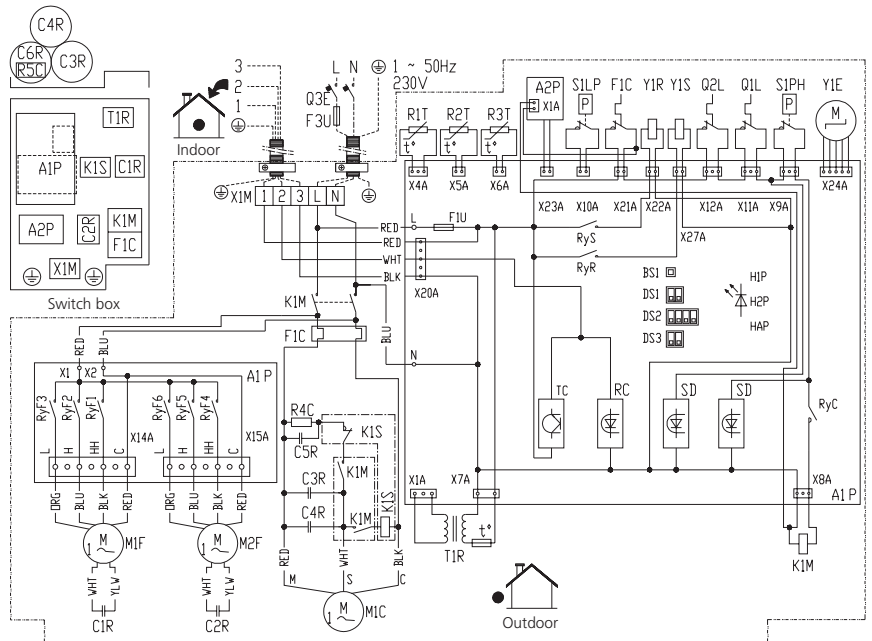 C4R
C6R
R5C
C3R
T1R
A1P
K1S
C1R
A2P
C2R
K1M
F1C
X1M
Switch box
Indoor
3
2
1
L N
1 ~ 50Hz
230V
Q3E
F3U
X1M
1 2 3 L N
R1T R2T R3T
t° t° t°
X4A X5A X6A
A2P
X1A
S1LP F1C Y1R Y1S Q2L Q1L S1PH Y1E
P
P
M
X23A X10A X21A X22A X12A X11A X9A X24A
X27A
RED
RED
WHT
BLK
L
F1U
X20A
RyS
RyR
BS1
DS1
DS2
DS3
H1P
H2P
HAP
K1M
F1C
BLU
N
RED
BLU
X1 X2
A1P
RyF3
RyF2
RyF1
RyF6
RyF5
RyF4
X14A
X15A
L H HH C
L H HH C
ORG BLU BLK RED
ORG BLU BLK RED
M
1
M1F
M
1
M2F
WHT YLW
WHT YLW
C1R
C2R
R4C
C5R
K1S
K1M
C3R
C4R
K1M
K1S
RED
WHT
BLK
M S C
M
1
M1C
TC
RC
SD
SD
RyC
X1A
X7A
X8A
A1P
T1R
t°
K1M
Outdoor